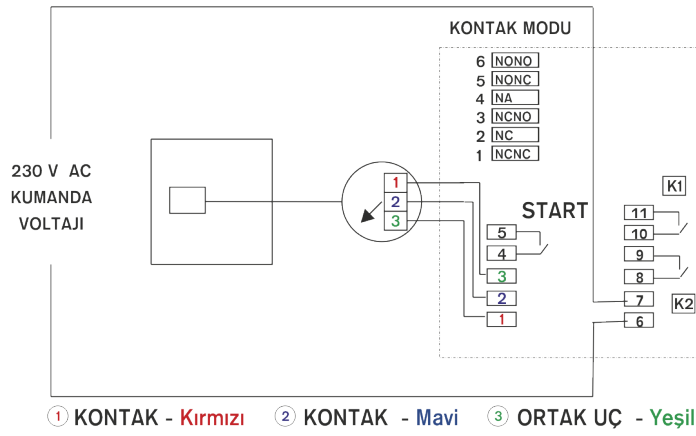 KONTAK MODU
6 NONO
5 NONC
4 NA
3 NCNO
2 NC
1 NCNC
230 V AC
KUMANDA
VOLTAJI
1
2
3
START
5
4
3
2
1
K1
11
10
9
8
7
6
K2
1 KONTAK - Kırmızı 2 KONTAK - Mavi 3 ORTAK UÇ - Yeşil